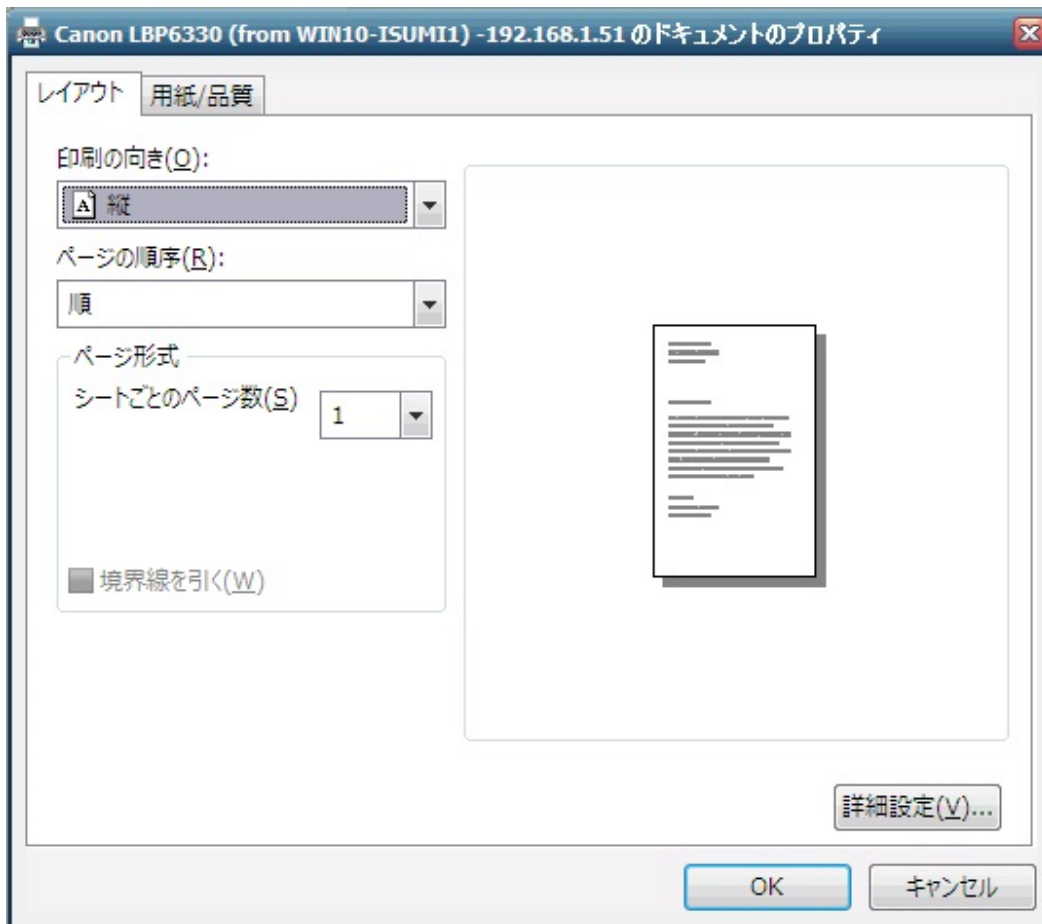 Canon LBP6330 (from WIN10-ISUMI1) -192.168.1.51 のドキュメントのプロパティ
レイアウト 用紙/品質
印刷の向き(O):
A 縦
ページの順序(R):
順
ページ形式
シートごとのページ数(S) 1
境界線を引く(W)
詳細設定(V)...
OK キャンセル